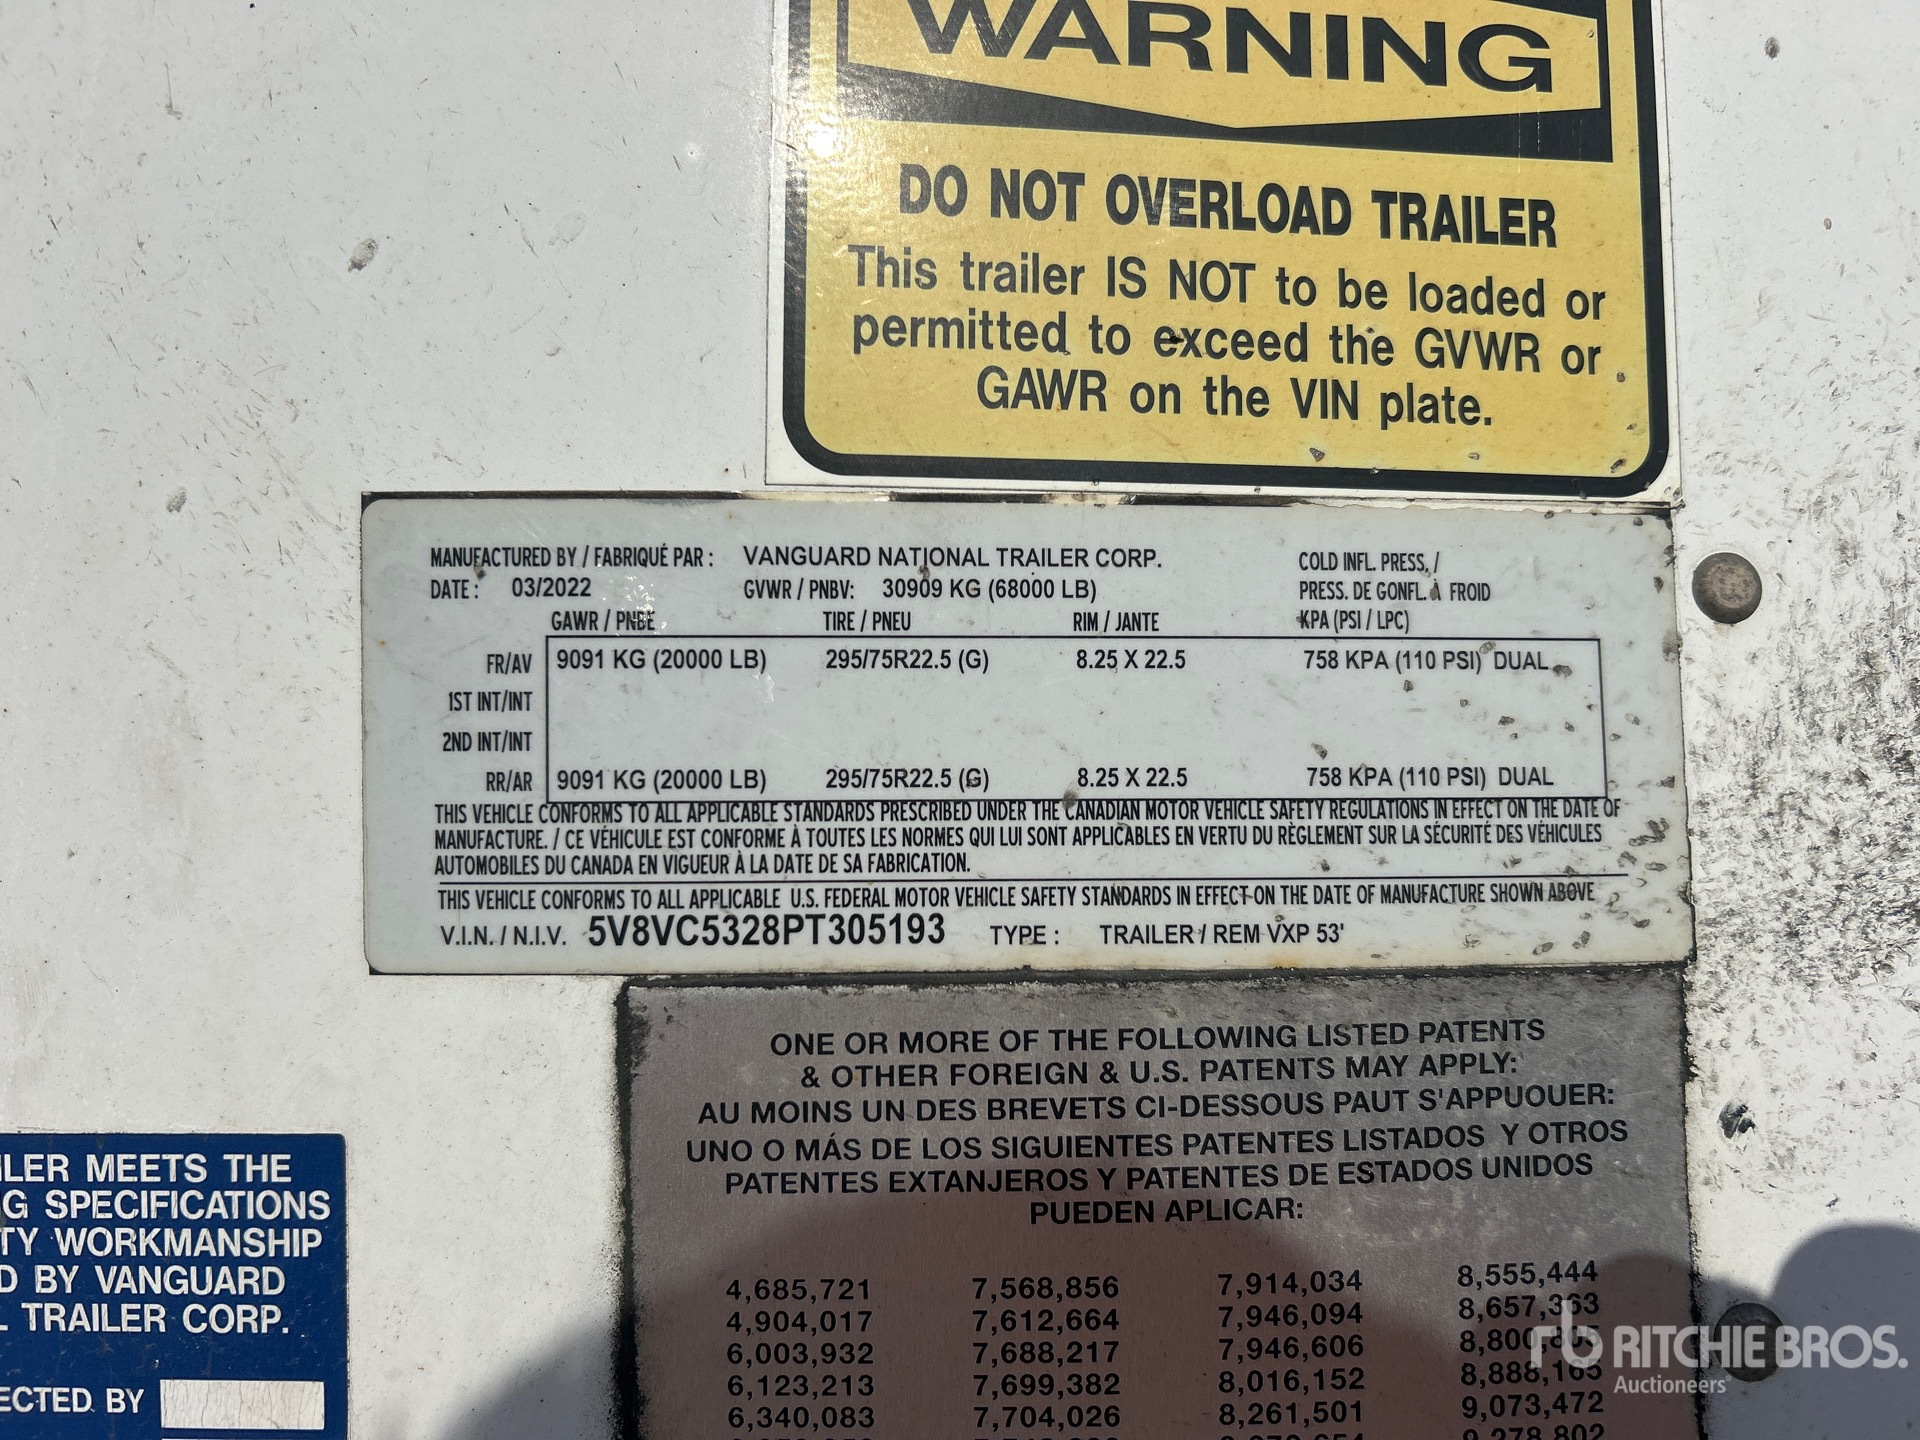 WARNING
DO NOT OVERLOAD TRAILER
This trailer IS NOT to be loaded or
permitted to exceed the GVWR or
GAWR on the VIN plate.
MANUFACTURED BY / FABRIQUÉ PAR : VANGUARD NATIONAL TRAILER CORP. COLD INFL. PRESS. /
DATE : 03/2022 GVWR / PNBV: 30909 KG (68000 LB) PRESS. DE GONFL. À FROID
GAWR / PNBE TIRE / PNEU RIM / JANTE KPA (PSI / LPC)
FR/AV 9091 KG (20000 LB) 295/75R22.5 (G) 8.25 X 22.5 758 KPA (110 PSI) DUAL
1ST INT/INT
2ND INT/INT
RR/AR 9091 KG (20000 LB) 295/75R22.5 (G) 8.25 X 22.5 758 KPA (110 PSI) DUAL
THIS VEHICLE CONFORMS TO ALL APPLICABLE STANDARDS PRESCRIBED UNDER THE CANADIAN MOTOR VEHICLE SAFETY REGULATIONS IN EFFECT ON THE DATE OF
MANUFACTURE. / CE VÉHICULE EST CONFORME À TOUTES LES NORMES QUI LUI SONT APPLICABLES EN VERTU DU RÈGLEMENT SUR LA SÉCURITÉ DES VÉHICULES
AUTOMOBILES DU CANADA EN VIGUEUR À LA DATE DE SA FABRICATION.
THIS VEHICLE CONFORMS TO ALL APPLICABLE U.S. FEDERAL MOTOR VEHICLE SAFETY STANDARDS IN EFFECT ON THE DATE OF MANUFACTURE SHOWN ABOVE
V.I.N. / N.I.V. 5V8VC5328PT305193 TYPE : TRAILER / REM VXP 53'
ONE OR MORE OF THE FOLLOWING LISTED PATENTS
& OTHER FOREIGN & U.S. PATENTS MAY APPLY:
AU MOINS UN DES BREVETS CI-DESSOUS PAUT S'APPUOUER:
UNO O MÁS DE LOS SIGUIENTES PATENTES LISTADOS Y OTROS
PATENTES EXTANJEROS Y PATENTES DE ESTADOS UNIDOS
PUEDEN APLICAR:
4,685,721 7,568,856 7,914,034 8,555,444
4,904,017 7,612,664 7,946,094 8,657,363
6,003,932 7,688,217 7,946,606
6,123,213 7,699,382 8,016,152 8,888,165
6,340,083 7,704,026 8,261,501 9,073,472
9,278,802
ILER MEETS THE
G SPECIFICATIONS
TY WORKMANSHIP
D BY VANGUARD
L TRAILER CORP.
ECTED BY
rb RITCHIE BROS.
Auctioneers